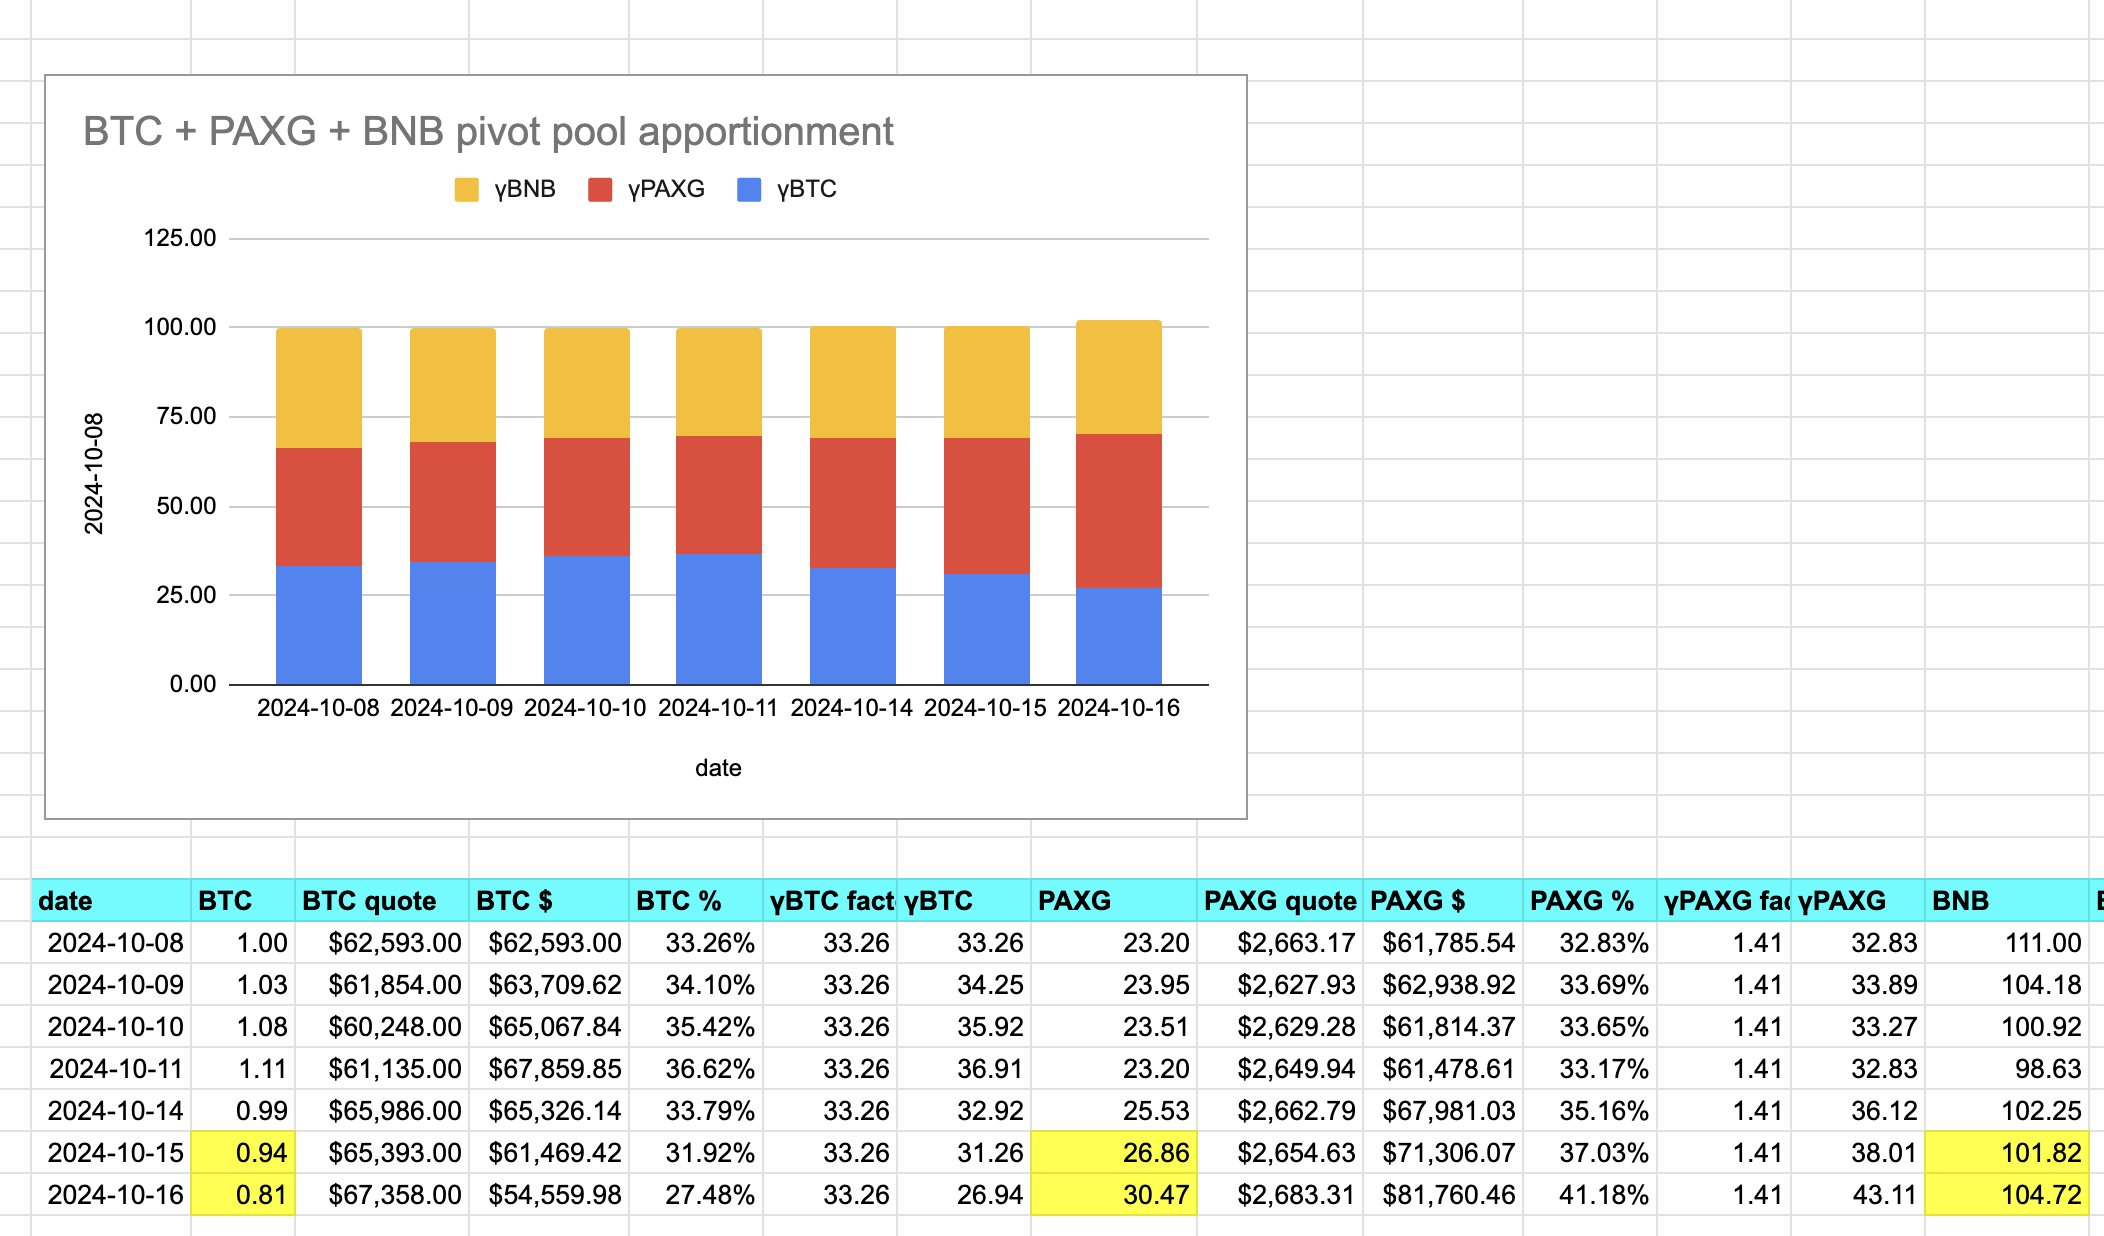 BTC + PAXG + BNB pivot pool apportionment
γBNB γPAXG γBTC
125.00
100.00
75.00
50.00
25.00
0.00
2024-10-08
2024-10-08 2024-10-09 2024-10-10 2024-10-11 2024-10-14 2024-10-15 2024-10-16
date
date BTC BTC quote BTC $ BTC % γBTC fact γBTC PAXG PAXG quote PAXG $ PAXG % γPAXG fac γPAXG BNB
2024-10-08 1.00 $62,593.00 $62,593.00 33.26% 33.26 33.26 23.20 $2,663.17 $61,785.54 32.83% 1.41 32.83 111.00
2024-10-09 1.03 $61,854.00 $63,709.62 34.10% 33.26 34.25 23.95 $2,627.93 $62,938.92 33.69% 1.41 33.89 104.18
2024-10-10 1.08 $60,248.00 $65,067.84 35.42% 33.26 35.92 23.51 $2,629.28 $61,814.37 33.65% 1.41 33.27 100.92
2024-10-11 1.11 $61,135.00 $67,859.85 36.62% 33.26 36.91 23.20 $2,649.94 $61,478.61 33.17% 1.41 32.83 98.63
2024-10-14 0.99 $65,986.00 $65,326.14 33.79% 33.26 32.92 25.53 $2,662.79 $67,981.03 35.16% 1.41 36.12 102.25
2024-10-15 0.94 $65,393.00 $61,469.42 31.92% 33.26 31.26 26.86 $2,654.63 $71,306.07 37.03% 1.41 38.01 101.82
2024-10-16 0.81 $67,358.00 $54,559.98 27.48% 33.26 26.94 30.47 $2,683.31 $81,760.46 41.18% 1.41 43.11 104.72